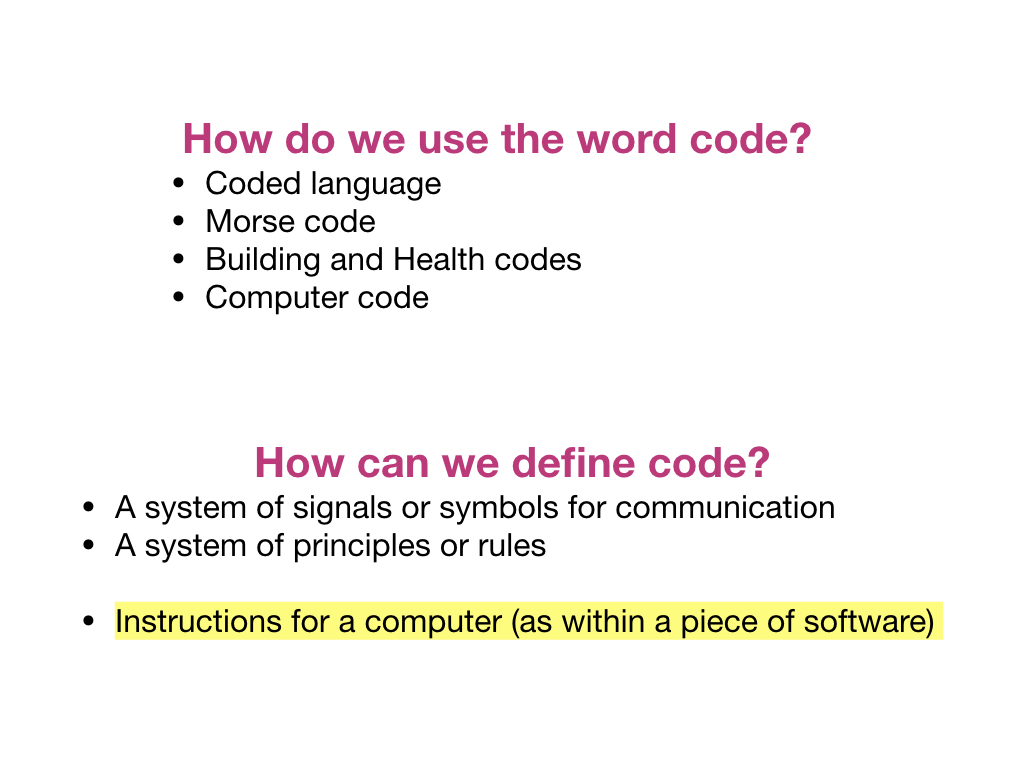 How do we use the word code?
• Coded language
• Morse code
• Building and Health codes
• Computer code
How can we define code?
• A system of signals or symbols for communication
• A system of principles or rules
• Instructions for a computer (as within a piece of software)